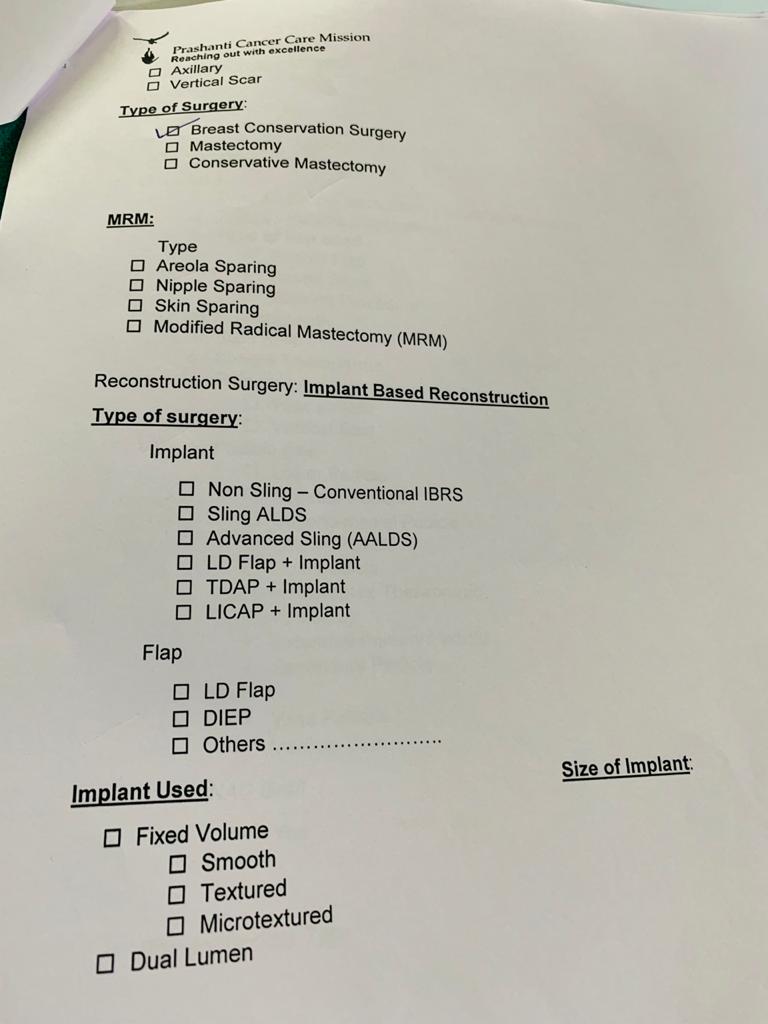 Prashanti Cancer Care Mission
Reaching out with excellence
☐ Axillary
☐ Vertical Scar
Type of Surgery:
☑ Breast Conservation Surgery
☐ Mastectomy
☐ Conservative Mastectomy
MRM:
Type
☐ Areola Sparing
☐ Nipple Sparing
☐ Skin Sparing
☐ Modified Radical Mastectomy (MRM)
Reconstruction Surgery: Implant Based Reconstruction
Type of surgery:
Implant
☐ Non Sling – Conventional IBRS
☐ Sling ALDS
☐ Advanced Sling (AALDS)
☐ LD Flap + Implant
☐ TDAP + Implant
☐ LICAP + Implant
Flap
☐ LD Flap
☐ DIEP
☐ Others ............................
Size of Implant:
Implant Used:
☐ Fixed Volume
☐ Smooth
☐ Textured
☐ Microtextured
☐ Dual Lumen